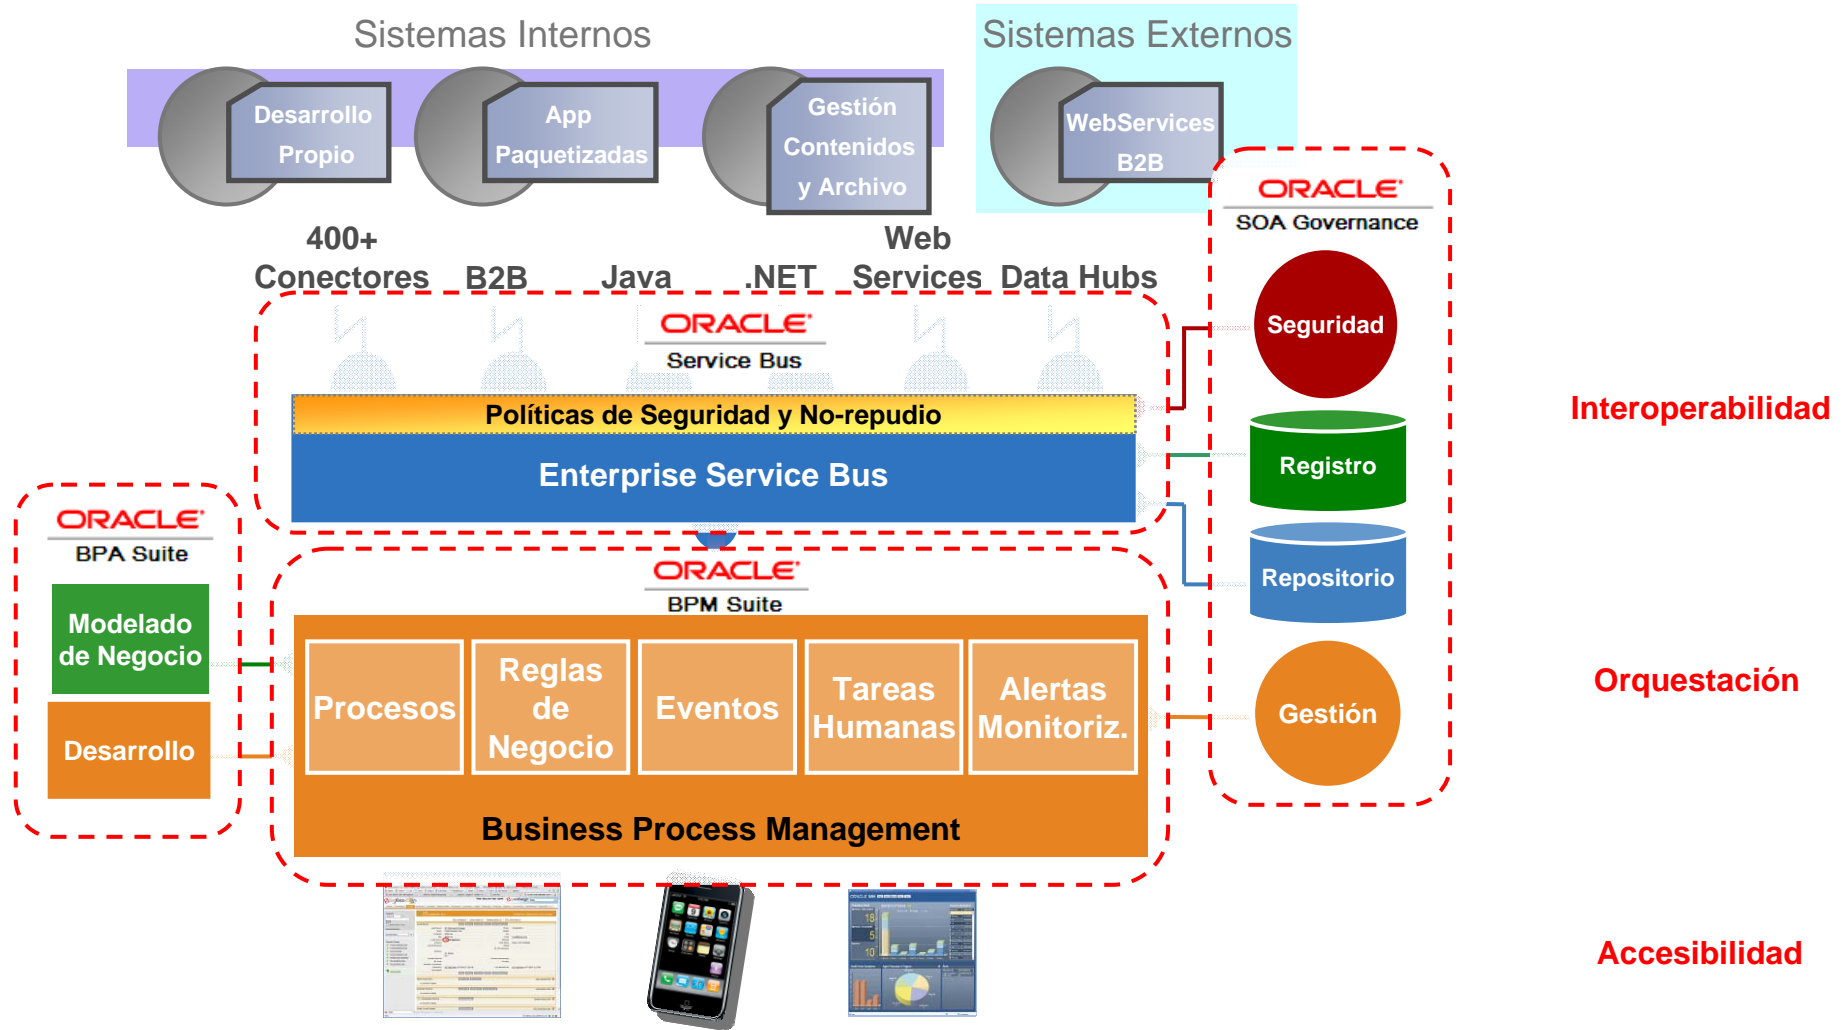 Sistemas Internos
Sistemas Externos
Desarrollo
Propio
App
Paquetizadas
Gestión
Contenidos
y Archivo
WebServices
B2B
400+
Conectores
B2B
Java
.NET
Web
Services
Data Hubs
ORACLE
SOA Governance
Seguridad
Registro
Repositorio
Gestión
ORACLE
Service Bus
Políticas de Seguridad y No-repudio
Enterprise Service Bus
Interoperabilidad
ORACLE
BPA Suite
Modelado
de Negocio
Desarrollo
ORACLE
BPM Suite
Procesos
Reglas
de
Negocio
Eventos
Tareas
Humanas
Alertas
Monitoriz.
Business Process Management
Orquestación
Accesibilidad